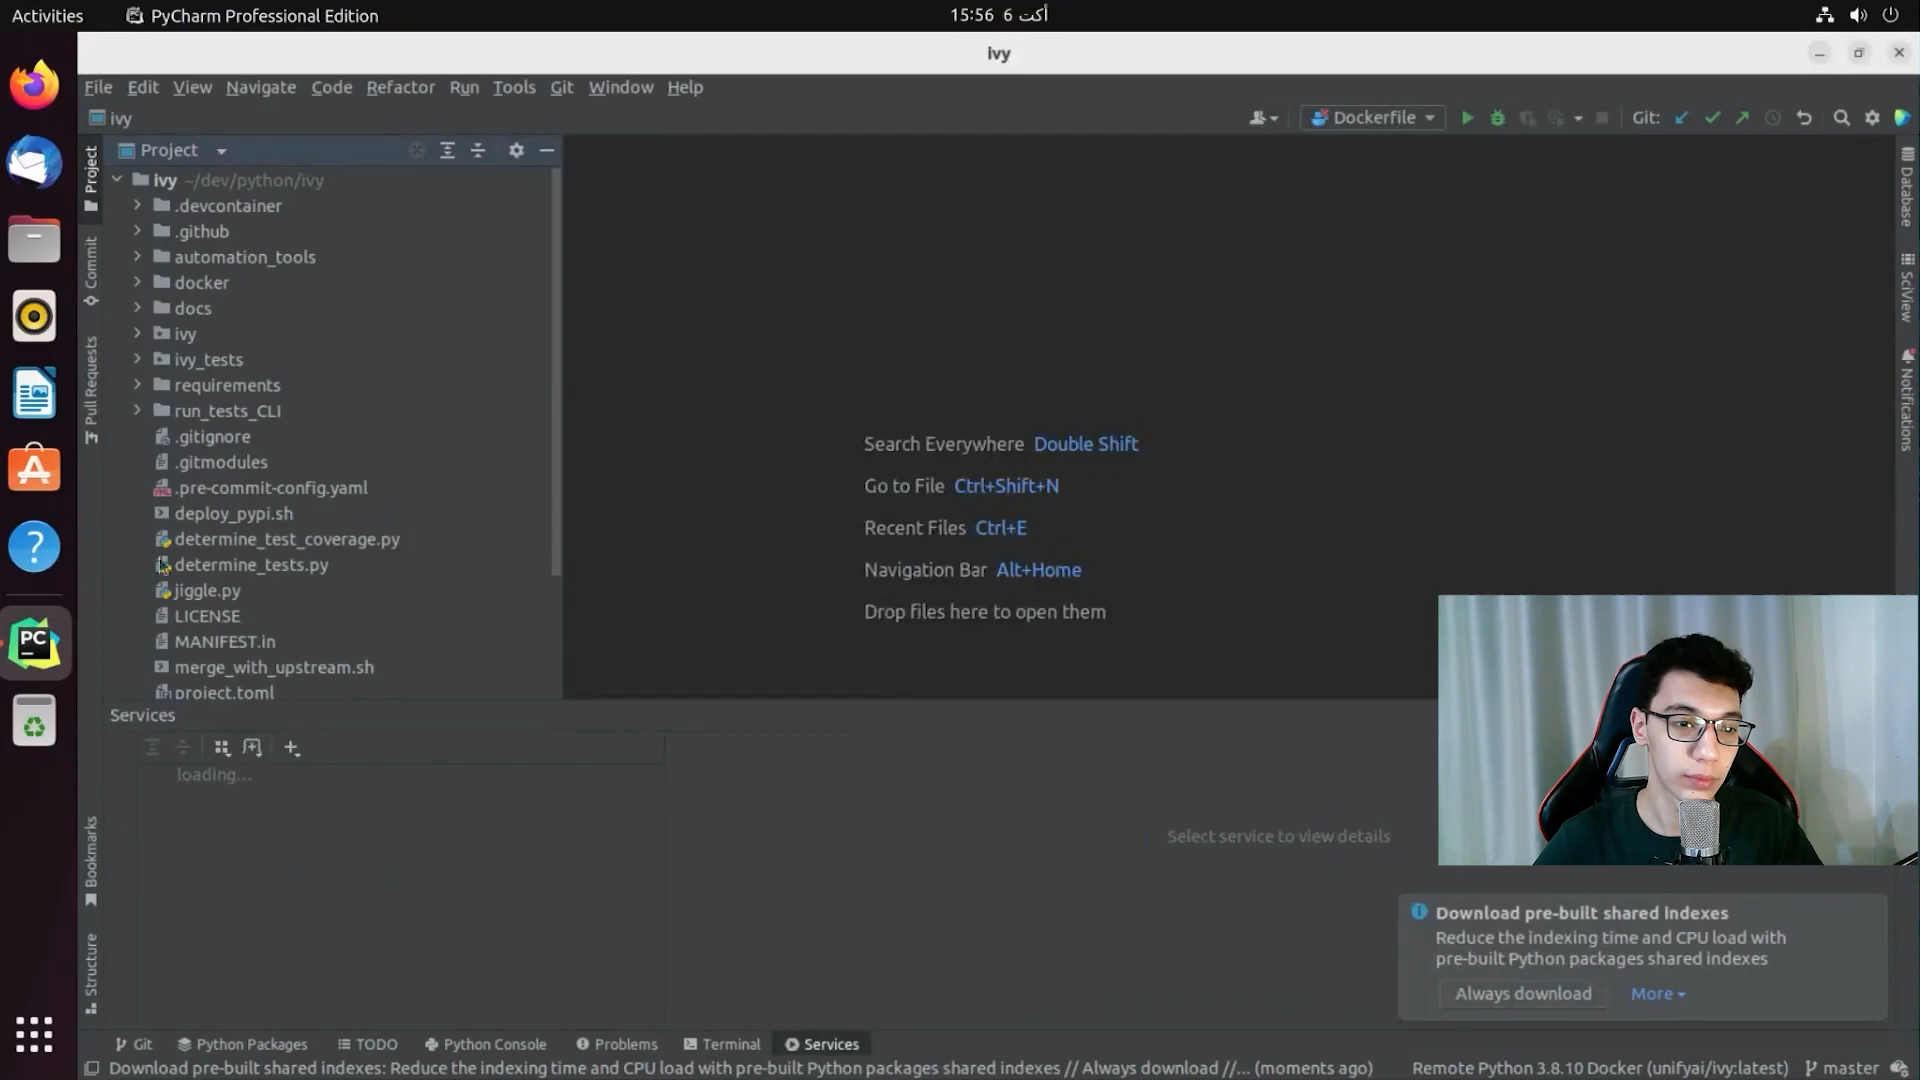 Activities
PyCharm Professional Edition
15:56 6 أكت
ivy
File Edit View Navigate Code Refactor Run Tools Git Window Help
ivy
Dockerfile
Git:
Project
Project
ivy ~/dev/python/ivy
.devcontainer
.github
automation_tools
docker
docs
ivy
ivy_tests
requirements
run_tests_CLI
.gitignore
.gitmodules
.pre-commit-config.yaml
deploy_pypi.sh
determine_test_coverage.py
determine_tests.py
jiggle.py
LICENSE
MANIFEST.in
merge_with_upstream.sh
project.toml
Commit
Pull Requests
Bookmarks
Structure
Search Everywhere Double Shift
Go to File Ctrl+Shift+N
Recent Files Ctrl+E
Navigation Bar Alt+Home
Drop files here to open them
Database
SciView
Notifications
Services
loading...
Select service to view details
Download pre-built shared indexes
Reduce the indexing time and CPU load with
pre-built Python packages shared indexes
Always download More
Git Python Packages TODO Python Console Problems Terminal Services
Download pre-built shared indexes: Reduce the indexing time and CPU load with pre-built Python packages shared indexes // Always download //... (moments ago)
Remote Python 3.8.10 Docker (unifyai/ivy:latest) master
PC